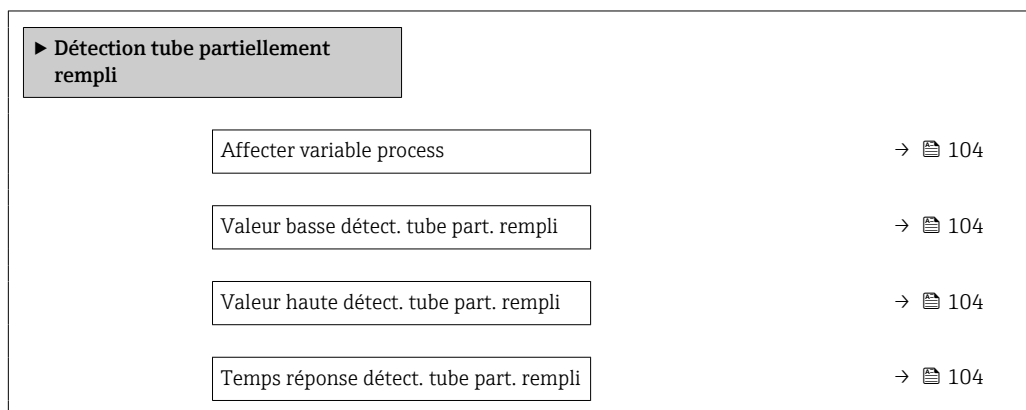 ► Détection tube partiellement
rempli
Affecter variable process → 104
Valeur basse détect. tube part. rempli → 104
Valeur haute détect. tube part. rempli → 104
Temps réponse détect. tube part. rempli → 104